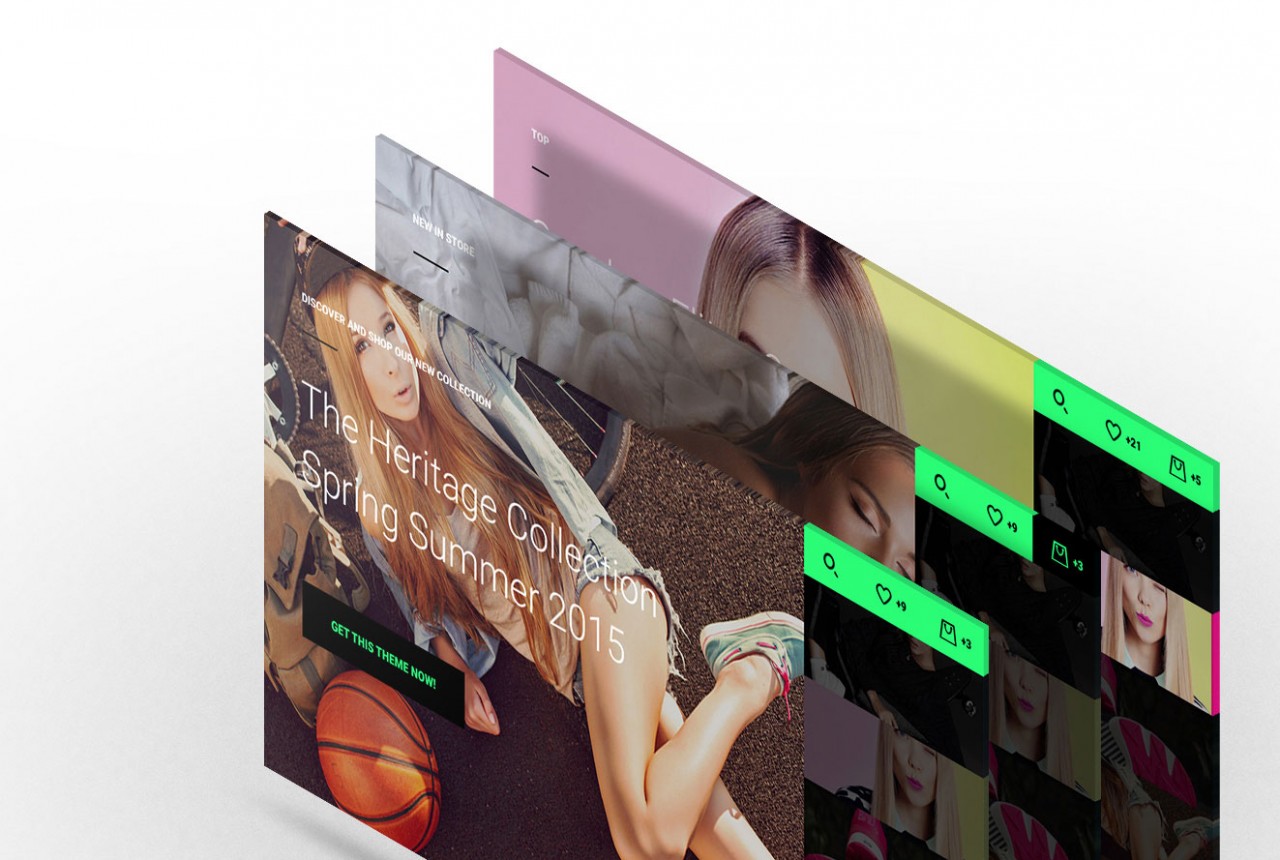 TOP
NEW IN STORE
DISCOVER AND SHOP OUR NEW COLLECTION
The Heritage Collection
Spring Summer 2015
GET THIS THEME NOW!
+21
+5
+9
+3
+9
+3